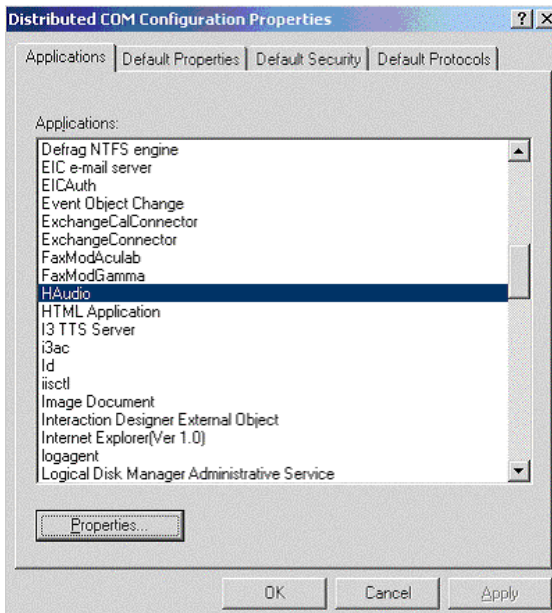 Distributed COM Configuration Properties
Applications Default Properties Default Security Default Protocols
Applications:
Defrag NTFS engine
EIC e-mail server
EICAuth
Event Object Change
ExchangeCalConnector
ExchangeConnector
FaxModAculab
FaxModGamma
HAudio
HTML Application
I3 TTS Server
i3ac
Id
iisctl
Image Document
Interaction Designer External Object
Internet Explorer(Ver 1.0)
logagent
Logical Disk Manager Administrative Service
Properties...
OK Cancel Apply